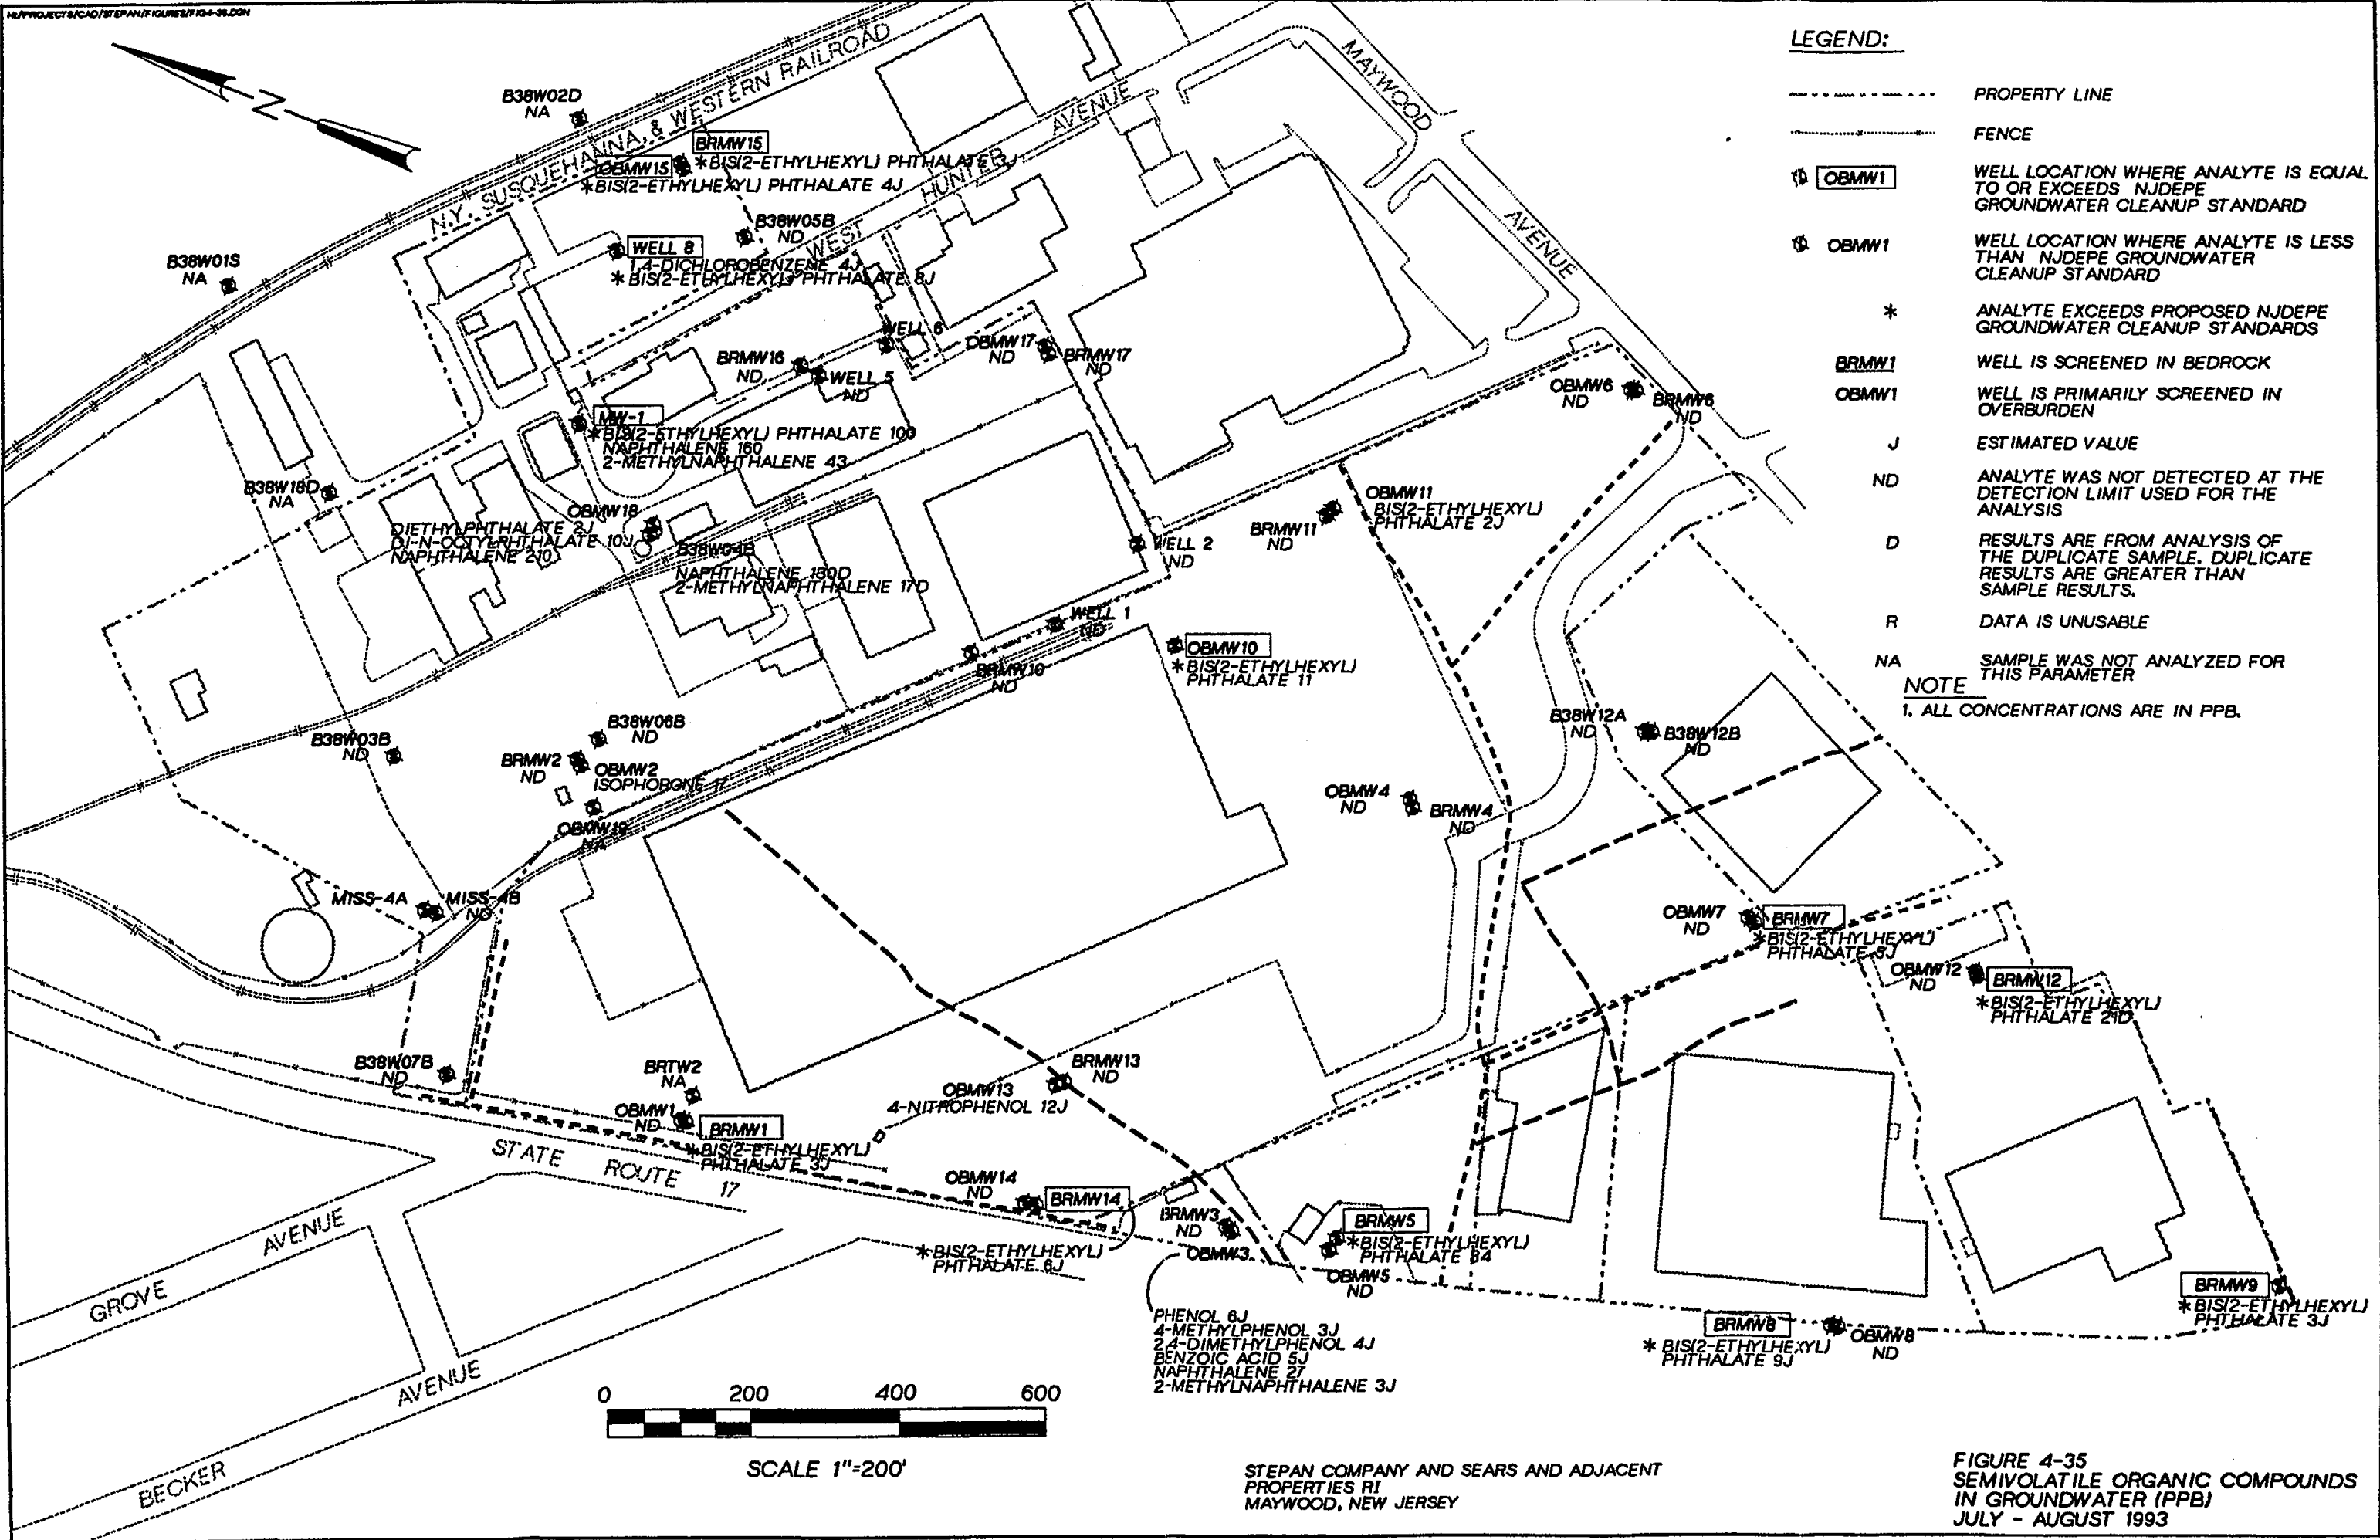 H:/PROJECTS/CAD/STEPAN/FIGURES/FIG4-35.DGN
N
N.Y. SUSQUEHANNA, & WESTERN RAILROAD
MAYWOOD
AVENUE
WEST HUNTER AVENUE
B38W02D
NA
BRMW15
*BIS(2-ETHYLHEXYL) PHTHALATE 3J
OBMW15
*BIS(2-ETHYLHEXYL) PHTHALATE 4J
B38W05B
ND
WELL 8
1,4-DICHLOROBENZENE 4J
*BIS(2-ETHYLHEXYL) PHTHALATE 8J
B38W01S
NA
WELL 6
BRMW16
ND
WELL 5
ND
OBMW17
ND
BRMW17
ND
OBMW6
ND
BRMW6
ND
MW-1
*BIS(2-ETHYLHEXYL) PHTHALATE 100
NAPHTHALENE 160
2-METHYLNAPHTHALENE 43
B38W18D
NA
OBMW18
DIETHYLPHTHALATE 2J
DI-N-OCTYLPHTHALATE 10J
NAPHTHALENE 210
B38W04B
NAPHTHALENE 180D
2-METHYLNAPHTHALENE 17D
OBMW11
BIS(2-ETHYLHEXYL)
PHTHALATE 2J
BRMW11
ND
WELL 2
ND
WELL 1
ND
BRMW10
ND
OBMW10
*BIS(2-ETHYLHEXYL)
PHTHALATE 11
B38W12A
ND
B38W12B
ND
B38W03B
ND
B38W06B
ND
BRMW2
ND
OBMW2
ISOPHORONE 17
OBMW19
NA
OBMW4
ND
BRMW4
ND
MISS-4A
MISS-4B
ND
OBMW7
ND
BRMW7
*BIS(2-ETHYLHEXYL)
PHTHALATE 5J
OBMW12
ND
BRMW12
*BIS(2-ETHYLHEXYL)
PHTHALATE 21D
B38W07B
ND
BRTW2
NA
OBMW1
ND
BRMW1
*BIS(2-ETHYLHEXYL)
PHTHALATE 3J
OBMW13
4-NITROPHENOL 12J
BRMW13
ND
STATE ROUTE 17
OBMW14
ND
BRMW14
*BIS(2-ETHYLHEXYL)
PHTHALATE 6J
BRMW3
ND
OBMW3
PHENOL 6J
4-METHYLPHENOL 3J
2,4-DIMETHYLPHENOL 4J
BENZOIC ACID 5J
NAPHTHALENE 27
2-METHYLNAPHTHALENE 3J
BRMW5
*BIS(2-ETHYLHEXYL)
PHTHALATE 84
OBMW5
ND
BRMW8
*BIS(2-ETHYLHEXYL)
PHTHALATE 9J
OBMW8
ND
BRMW9
*BIS(2-ETHYLHEXYL)
PHTHALATE 3J
GROVE AVENUE
BECKER AVENUE
0 200 400 600
SCALE 1"=200'
LEGEND:
PROPERTY LINE
FENCE
OBMW1 WELL LOCATION WHERE ANALYTE IS EQUAL
TO OR EXCEEDS NJDEPE
GROUNDWATER CLEANUP STANDARD
OBMW1 WELL LOCATION WHERE ANALYTE IS LESS
THAN NJDEPE GROUNDWATER
CLEANUP STANDARD
* ANALYTE EXCEEDS PROPOSED NJDEPE
GROUNDWATER CLEANUP STANDARDS
BRMW1 WELL IS SCREENED IN BEDROCK
OBMW1 WELL IS PRIMARILY SCREENED IN
OVERBURDEN
J ESTIMATED VALUE
ND ANALYTE WAS NOT DETECTED AT THE
DETECTION LIMIT USED FOR THE
ANALYSIS
D RESULTS ARE FROM ANALYSIS OF
THE DUPLICATE SAMPLE. DUPLICATE
RESULTS ARE GREATER THAN
SAMPLE RESULTS.
R DATA IS UNUSABLE
NA SAMPLE WAS NOT ANALYZED FOR
THIS PARAMETER
NOTE
1. ALL CONCENTRATIONS ARE IN PPB.
STEPAN COMPANY AND SEARS AND ADJACENT
PROPERTIES RI
MAYWOOD, NEW JERSEY
FIGURE 4-35
SEMIVOLATILE ORGANIC COMPOUNDS
IN GROUNDWATER (PPB)
JULY - AUGUST 1993